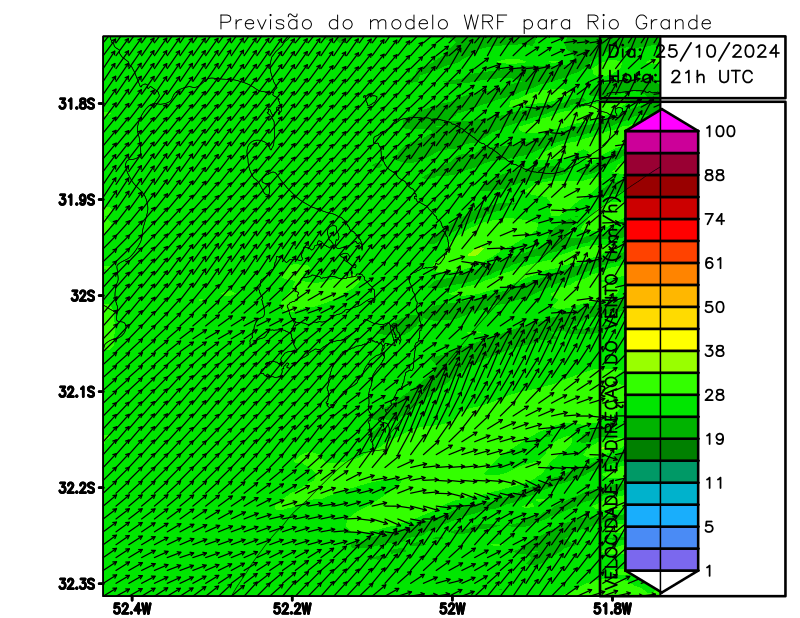 Previsão do modelo WRF para Rio Grande
Dia: 25/10/2024
Hora: 21h UTC
31.8S
31.9S
32S
32.1S
32.2S
32.3S
52.4W
52.2W
52W
51.8W
VELOCIDADE E DIREÇÃO DO VENTO (km/h)
100
88
74
61
50
38
28
19
11
5
1